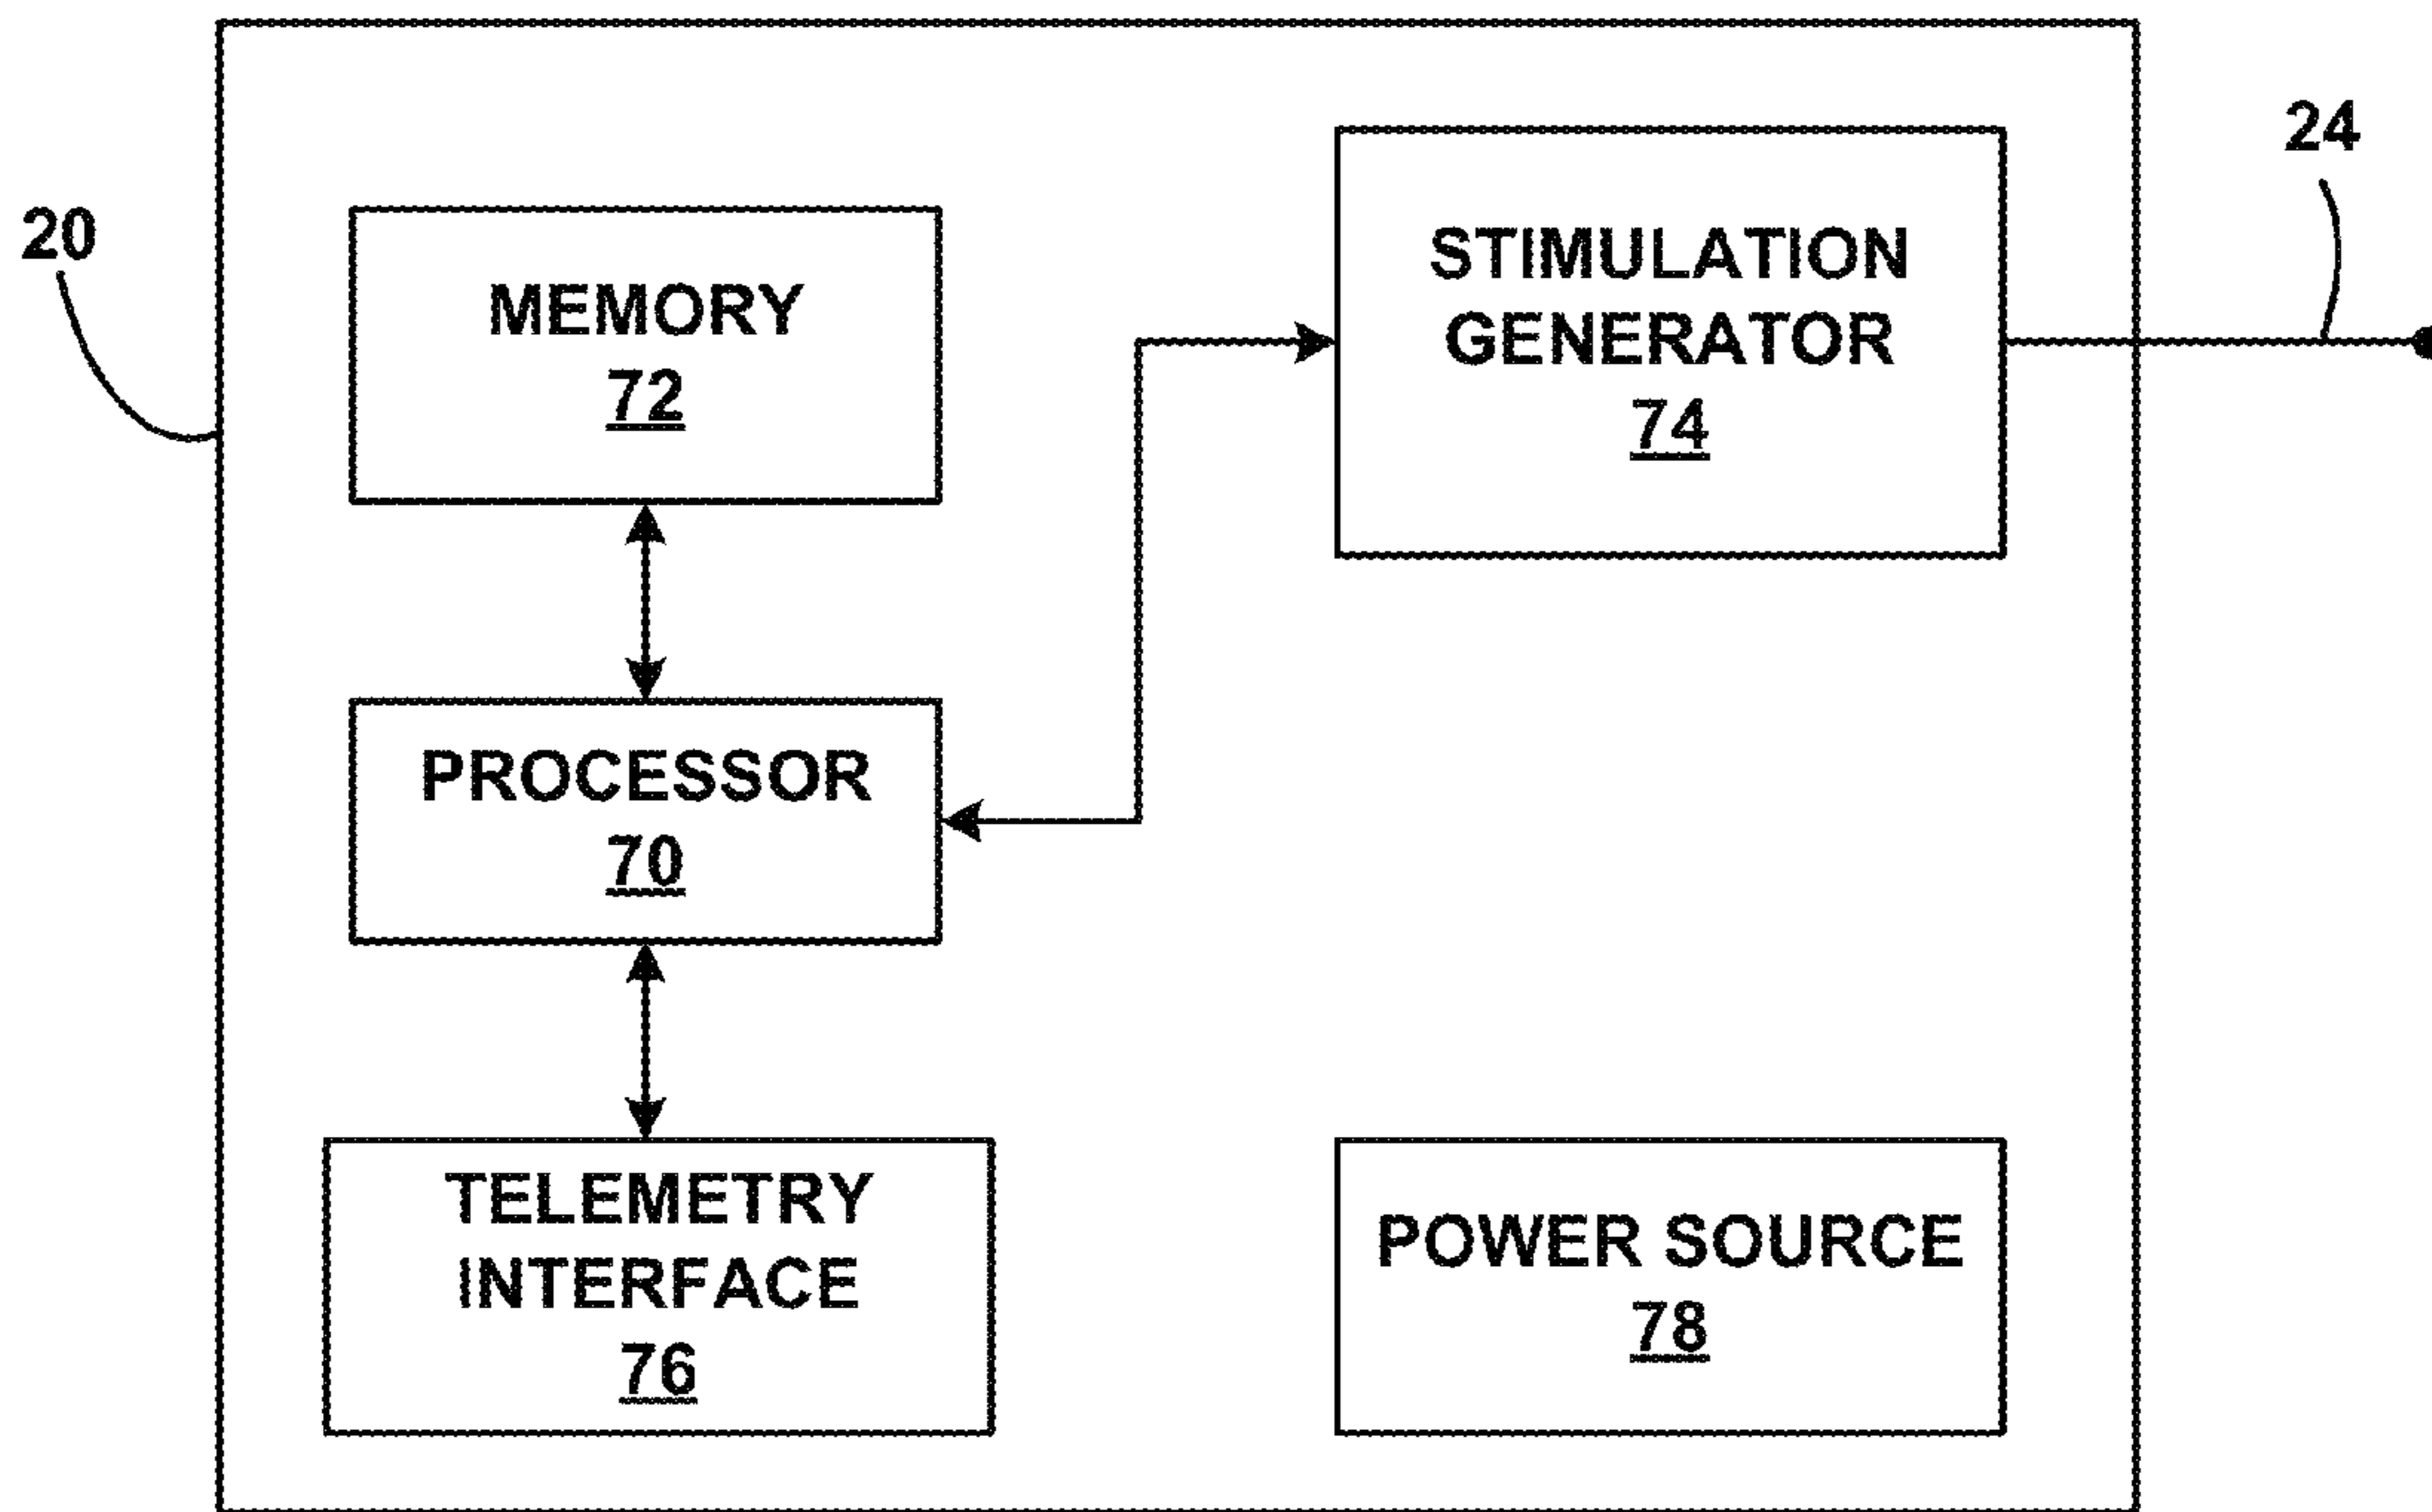 20
24
MEMORY
72
STIMULATION
GENERATOR
74
PROCESSOR
70
TELEMETRY
INTERFACE
76
POWER SOURCE
78